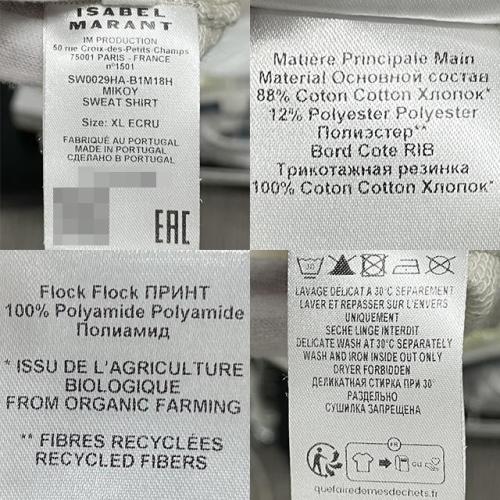 ISABEL
MARANT
IM PRODUCTION
50 rue Croix-des-Petits-Champs
75001 PARIS - FRANCE
n°1501
SW0029HA-B1M18H
MIKOY
SWEAT SHIRT
Size: XL ECRU
FABRIQUÉ AU PORTUGAL
MADE IN PORTUGAL
СДЕЛАНО В PORTUGAL
EAC
Matière Principale Main
Material Основной состав
88% Coton Cotton Хлопок*
12% Polyester Polyester
Полиэстер**
Bord Cote RIB
Трикотажная резинка
100% Coton Cotton Хлопок*
Flock Flock ПРИНТ
100% Polyamide Polyamide
Полиамид
* ISSU DE L'AGRICULTURE
BIOLOGIQUE
FROM ORGANIC FARMING
** FIBRES RECYCLÉES
RECYCLED FIBERS
LAVAGE DÉLICAT A 30°C SEPAREMENT
LAVER ET REPASSER SUR L'ENVERS
UNIQUEMENT
SECHE LINGE INTERDIT
DELICATE WASH AT 30°C SEPARATELY
WASH AND IRON INSIDE OUT ONLY
DRYER FORBIDDEN
ДЕЛИКАТНАЯ СТИРКА ПРИ 30°
РАЗДЕЛЬНО
СУШИЛКА ЗАПРЕЩЕНА
FR
OU
quefairedemesdechets.fr